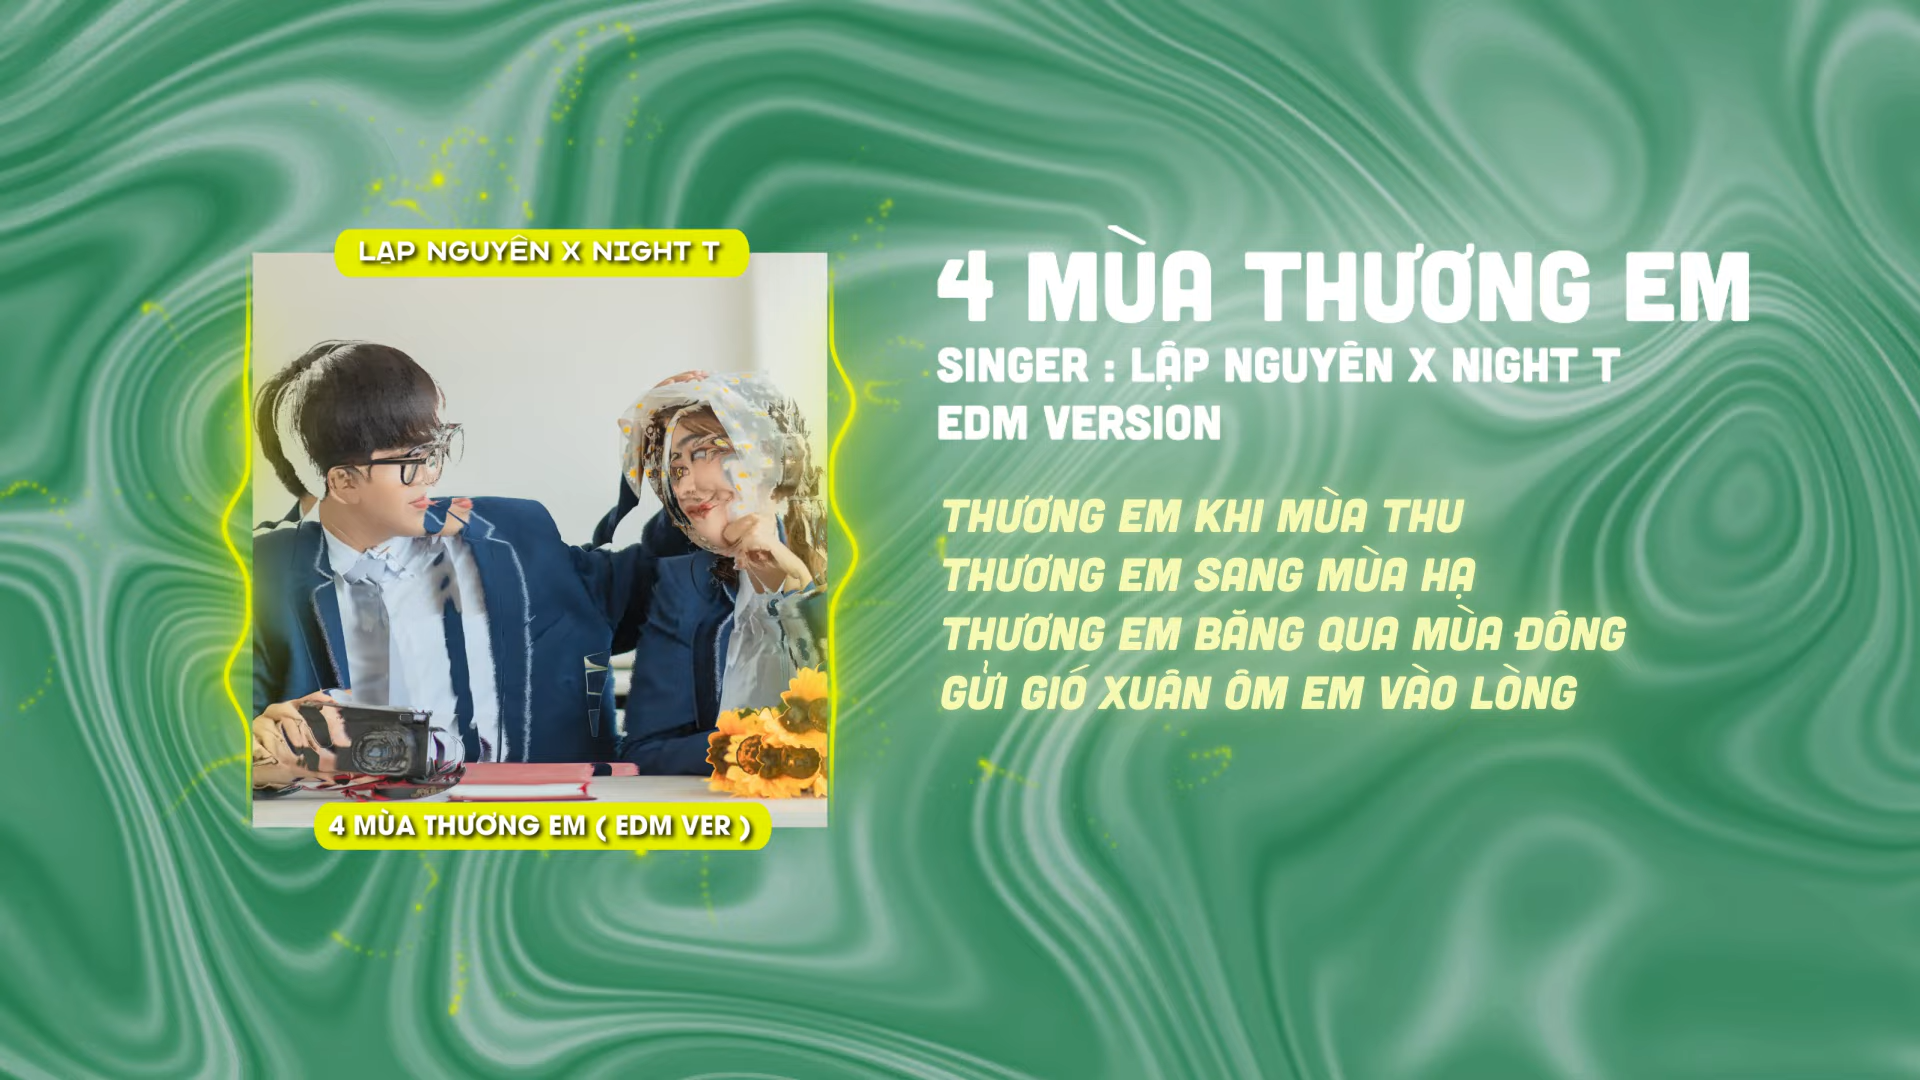 LẬP NGUYÊN X NIGHT T
4 MÙA THƯƠNG EM ( EDM VER )
4 MÙA THƯƠNG EM
SINGER : LẬP NGUYÊN X NIGHT T
EDM VERSION
THƯƠNG EM KHI MÙA THU
THƯƠNG EM SANG MÙA HẠ
THƯƠNG EM BĂNG QUA MÙA ĐÔNG
GỬI GIÓ XUÂN ÔM EM VÀO LÒNG